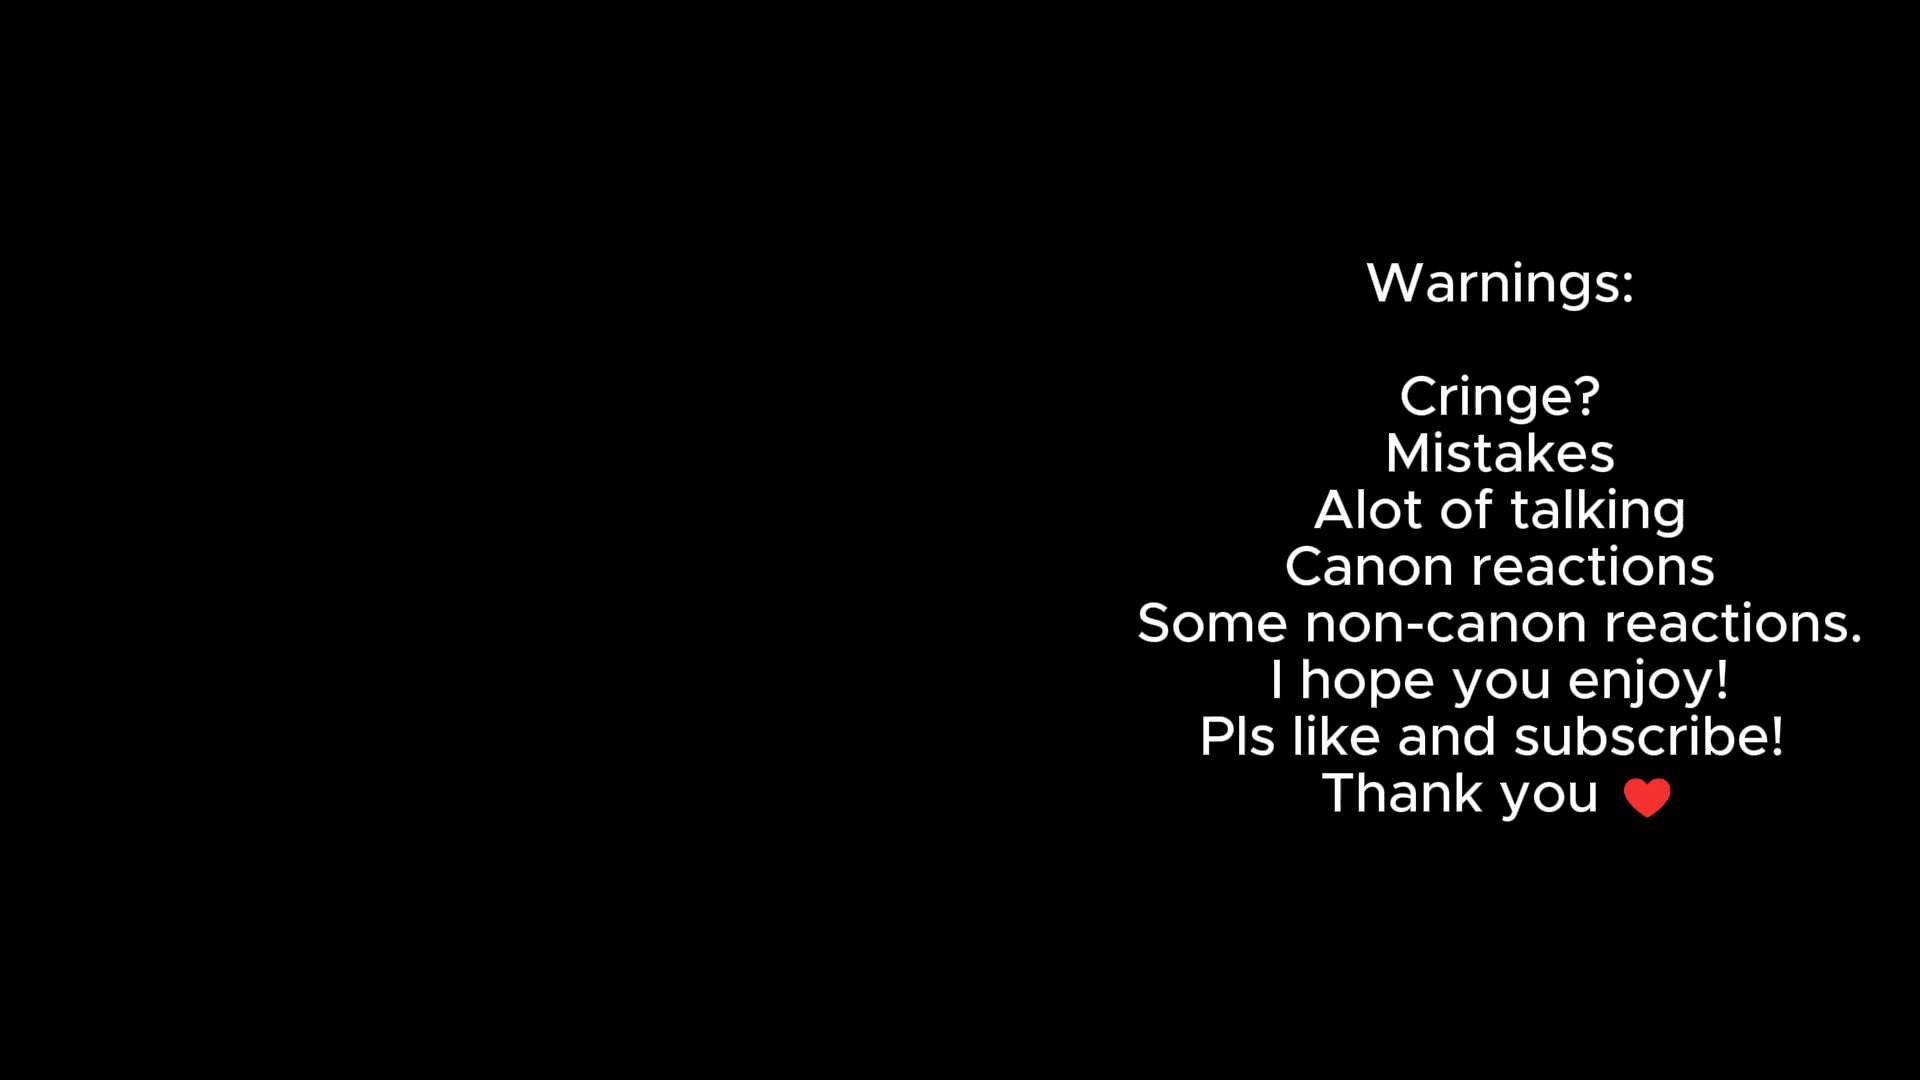 Warnings:
Cringe?
Mistakes
Alot of talking
Canon reactions
Some non-canon reactions.
I hope you enjoy!
Pls like and subscribe!
Thank you ❤